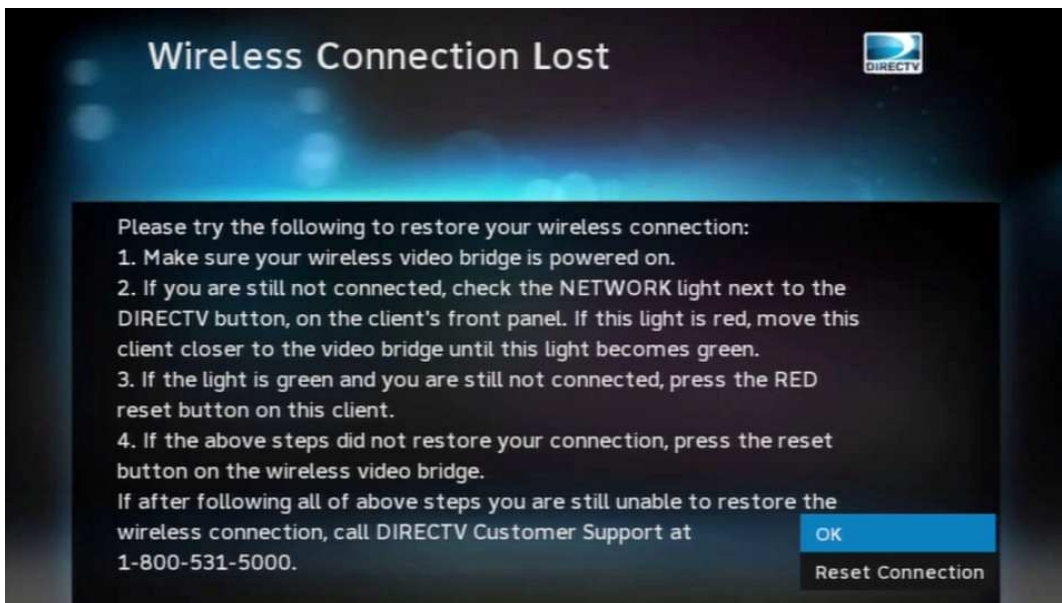 Wireless Connection Lost
DIRECTV
Please try the following to restore your wireless connection:
1. Make sure your wireless video bridge is powered on.
2. If you are still not connected, check the NETWORK light next to the
DIRECTV button, on the client's front panel. If this light is red, move this
client closer to the video bridge until this light becomes green.
3. If the light is green and you are still not connected, press the RED
reset button on this client.
4. If the above steps did not restore your connection, press the reset
button on the wireless video bridge.
If after following all of above steps you are still unable to restore the
wireless connection, call DIRECTV Customer Support at
1-800-531-5000.
OK
Reset Connection